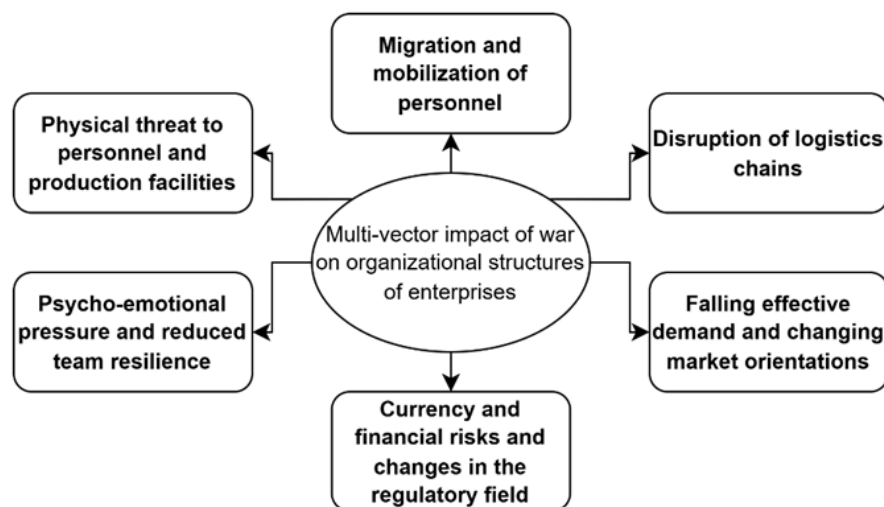 Migration and
mobilization of
personnel
Physical threat to
personnel and
production facilities
Disruption of logistics
chains
Multi-vector impact of war
on organizational structures
of enterprises
Psycho-emotional
pressure and reduced
team resilience
Falling effective
demand and changing
market orientations
Currency and
financial risks and
changes in the
regulatory field